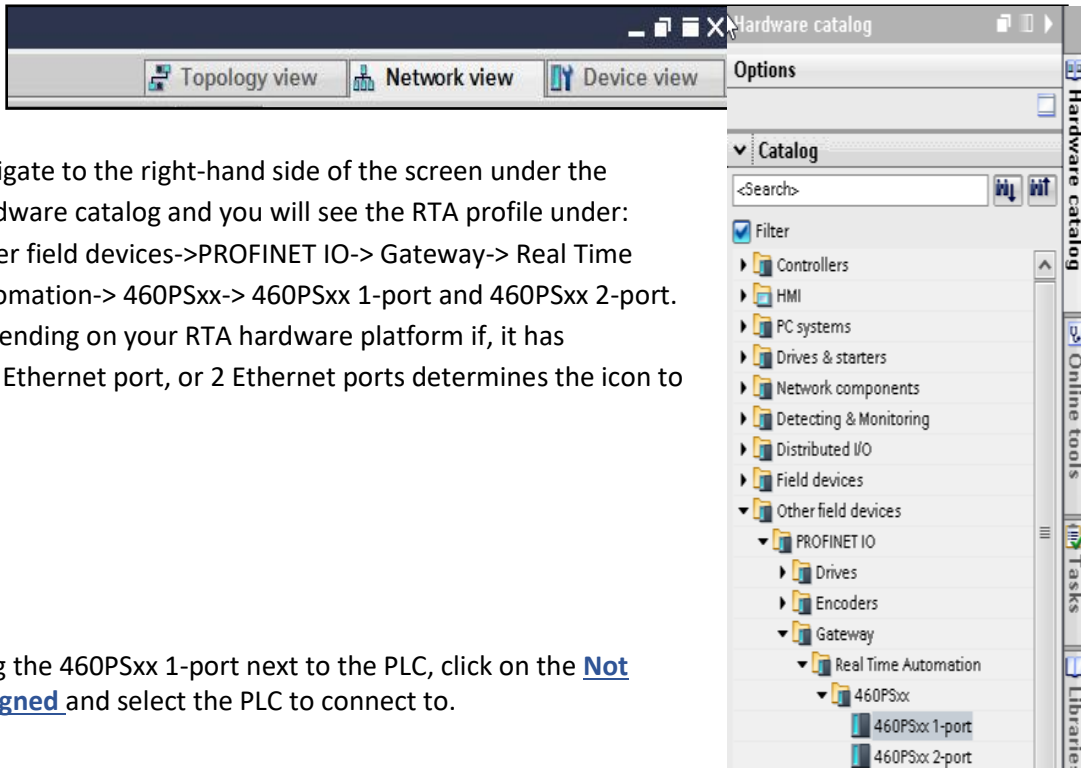 Topology view Network view Device view
igate to the right-hand side of the screen under the
dware catalog and you will see the RTA profile under:
er field devices->PROFINET IO-> Gateway-> Real Time
omation-> 460PSxx-> 460PSxx 1-port and 460PSxx 2-port.
ending on your RTA hardware platform if, it has
Ethernet port, or 2 Ethernet ports determines the icon to
g the 460PSxx 1-port next to the PLC, click on the Not
gned and select the PLC to connect to.
Hardware catalog
Options
Catalog
<Search>
Filter
Controllers
HMI
PC systems
Drives & starters
Network components
Detecting & Monitoring
Distributed I/O
Field devices
Other field devices
PROFINET IO
Drives
Encoders
Gateway
Real Time Automation
460PSxx
460PSxx 1-port
460PSxx 2-port
Hardware catalog
Online tools
Tasks
Libraries